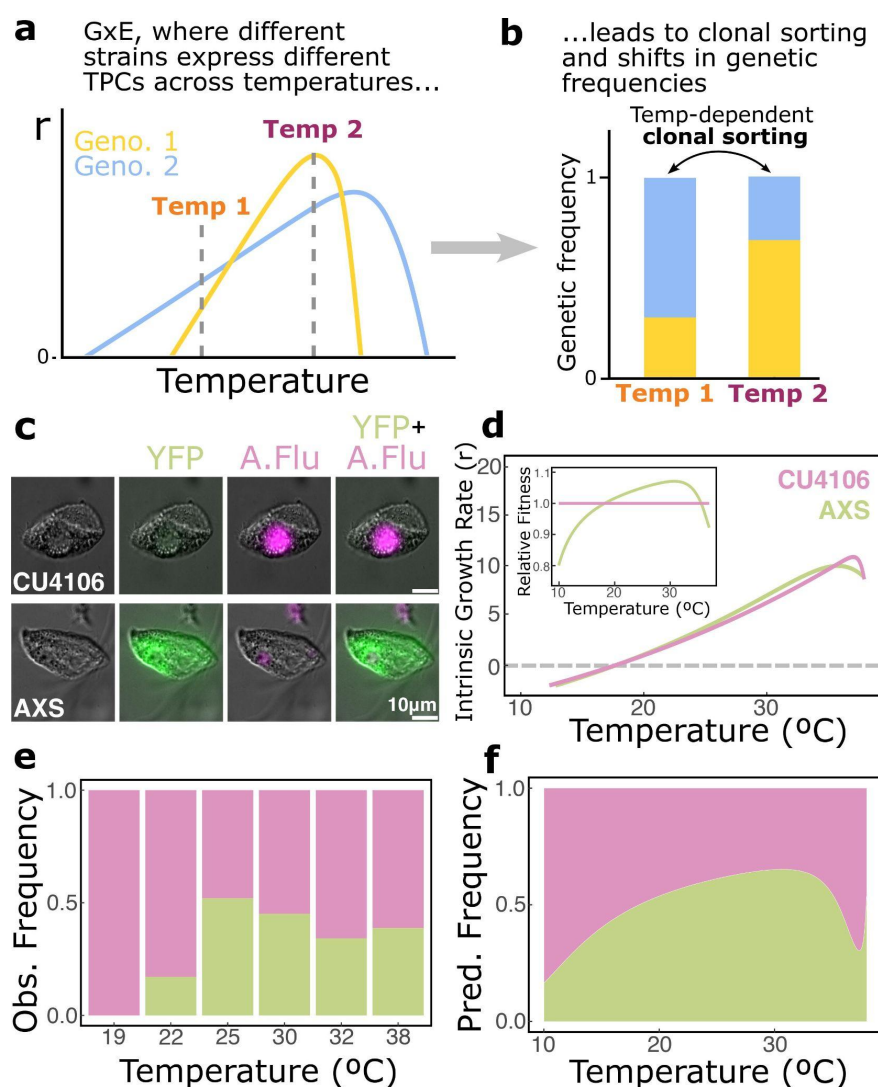 a
GxE, where different
strains express different
TPCs across temperatures...
r
Geno. 1
Geno. 2
Temp 1
Temp 2
0
Temperature
b
...leads to clonal sorting
and shifts in genetic
frequencies
Temp-dependent
clonal sorting
Genetic frequency
1
0
Temp 1
Temp 2
c
YFP
A.Flu
YFP+
A.Flu
CU4106
AXS
10µm
d
Intrinsic Growth Rate (r)
20
15
10
5
0
CU4106
AXS
Relative Fitness
1.1
1.0
0.9
0.8
10
20
30
Temperature (ºC)
10
20
30
Temperature (ºC)
e
Obs. Frequency
1.0
0.5
0.0
19
22
25
30
32
38
Temperature (ºC)
f
Pred. Frequency
1.0
0.5
0.0
10
20
30
Temperature (ºC)